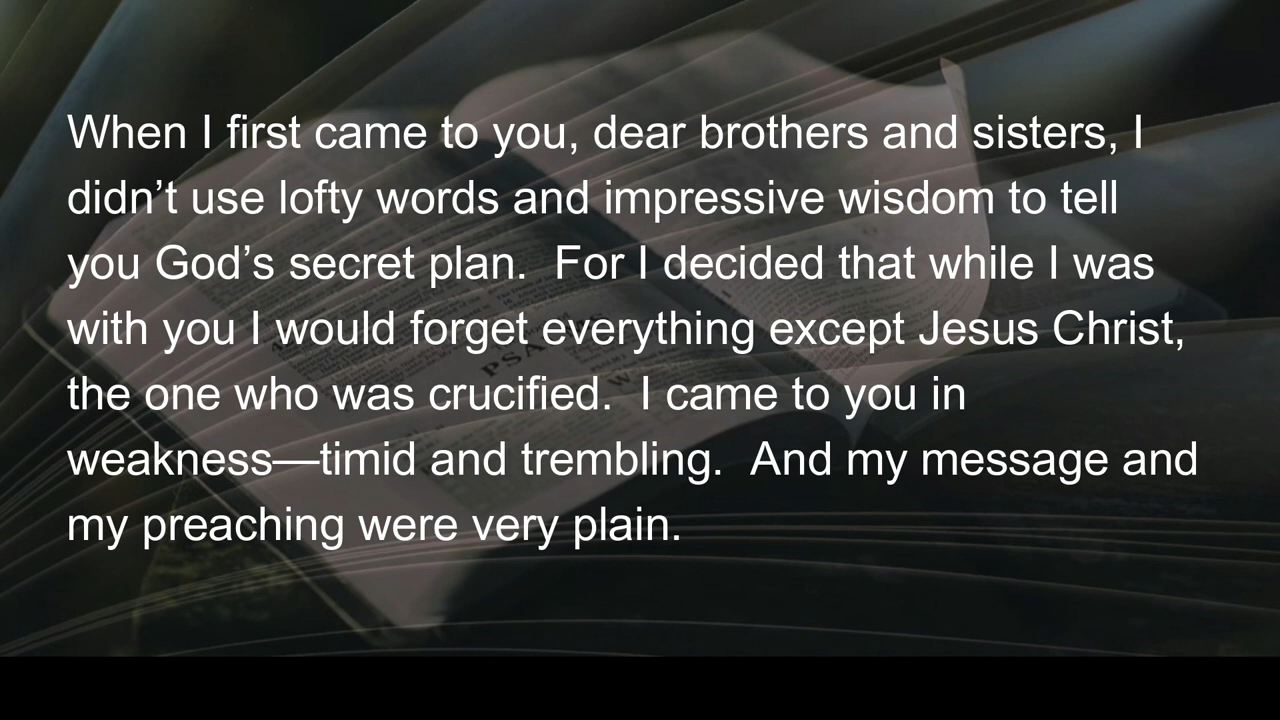 When I first came to you, dear brothers and sisters, I
didn’t use lofty words and impressive wisdom to tell
you God’s secret plan.  For I decided that while I was
with you I would forget everything except Jesus Christ,
the one who was crucified.  I came to you in
weakness—timid and trembling.  And my message and
my preaching were very plain.